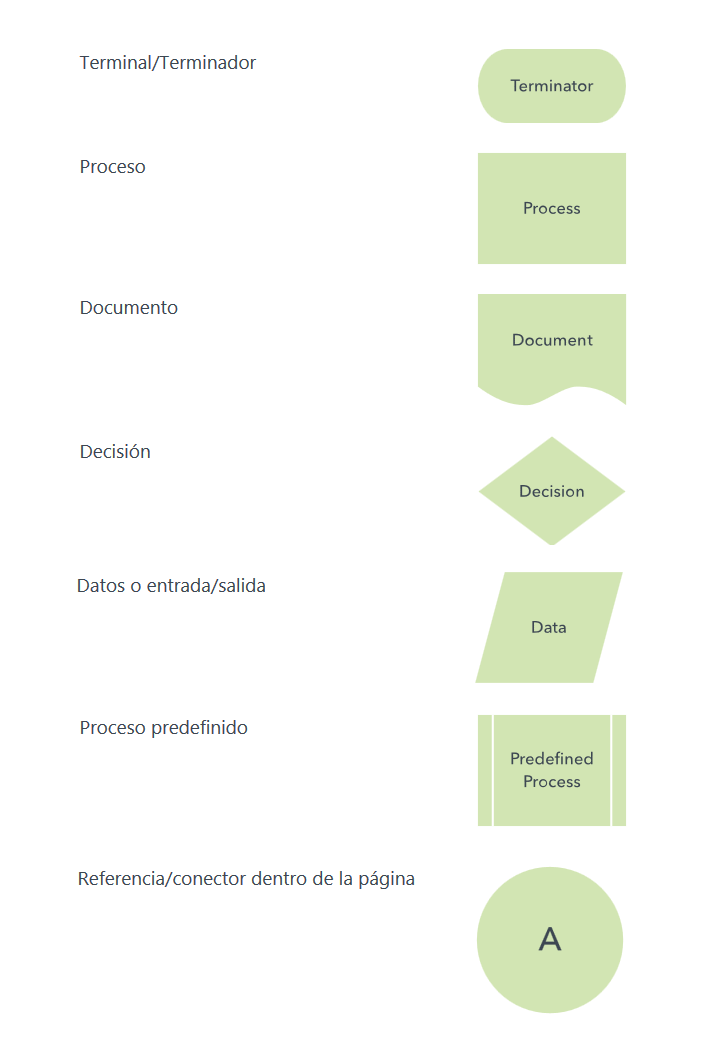 Terminal/Terminador
Terminator
Proceso
Process
Documento
Document
Decisión
Decision
Datos o entrada/salida
Data
Proceso predefinido
Predefined
Process
Referencia/conector dentro de la página
A